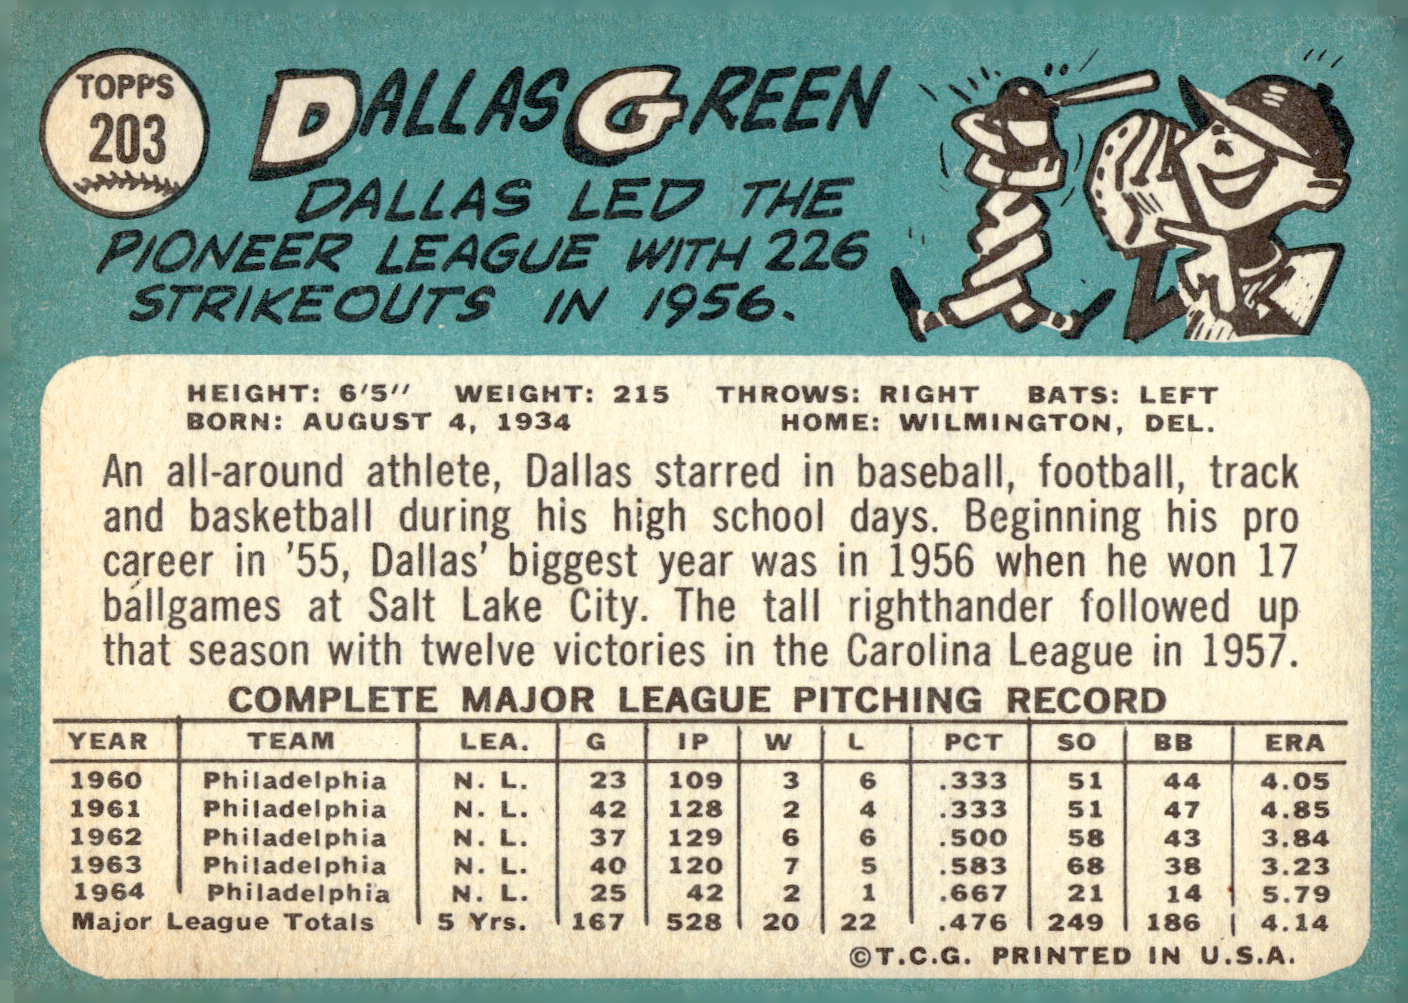 TOPPS
203
DALLAS GREEN
DALLAS LED THE
PIONEER LEAGUE WITH 226
STRIKEOUTS IN 1956.
HEIGHT: 6'5" WEIGHT: 215 THROWS: RIGHT BATS: LEFT
BORN: AUGUST 4, 1934 HOME: WILMINGTON, DEL.
An all-around athlete, Dallas starred in baseball, football, track
and basketball during his high school days. Beginning his pro
career in '55, Dallas' biggest year was in 1956 when he won 17
ballgames at Salt Lake City. The tall righthander followed up
that season with twelve victories in the Carolina League in 1957.
COMPLETE MAJOR LEAGUE PITCHING RECORD
YEAR TEAM LEA. G IP W L PCT SO BB ERA
1960 Philadelphia N. L. 23 109 3 6 .333 51 44 4.05
1961 Philadelphia N. L. 42 128 2 4 .333 51 47 4.85
1962 Philadelphia N. L. 37 129 6 6 .500 58 43 3.84
1963 Philadelphia N. L. 40 120 7 5 .583 68 38 3.23
1964 Philadelphia N. L. 25 42 2 1 .667 21 14 5.79
Major League Totals 5 Yrs. 167 528 20 22 .476 249 186 4.14
©T.C.G. PRINTED IN U.S.A.